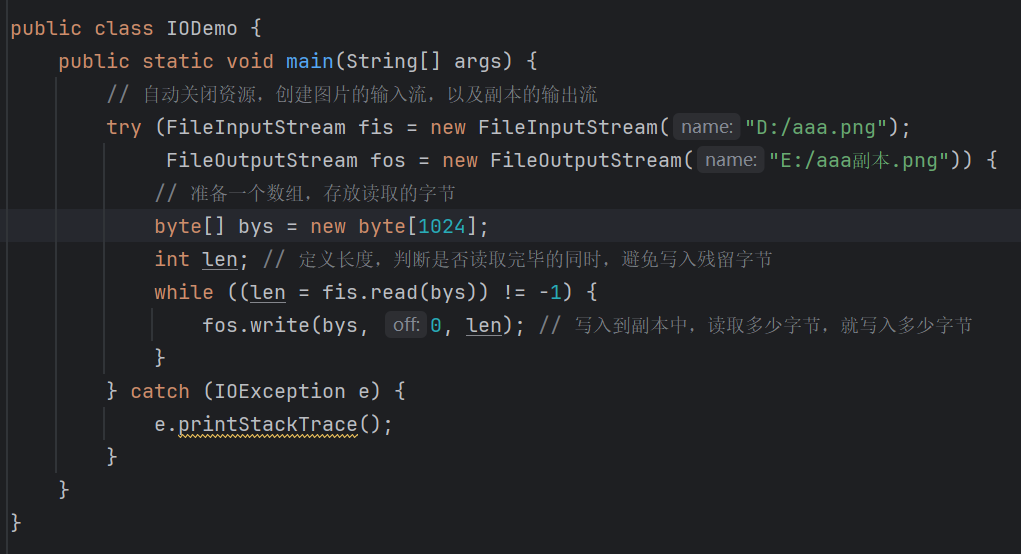 public class IODemo {
    public static void main(String[] args) {
        // 自动关闭资源，创建图片的输入流，以及副本的输出流
        try (FileInputStream fis = new FileInputStream( name: "D:/aaa.png");
             FileOutputStream fos = new FileOutputStream( name: "E:/aaa副本.png")) {
            // 准备一个数组，存放读取的字节
            byte[] bys = new byte[1024];
            int len; // 定义长度，判断是否读取完毕的同时，避免写入残留字节
            while ((len = fis.read(bys)) != -1) {
                fos.write(bys, off: 0, len); // 写入到副本中，读取多少字节，就写入多少字节
            }
        } catch (IOException e) {
            e.printStackTrace();
        }
    }
}